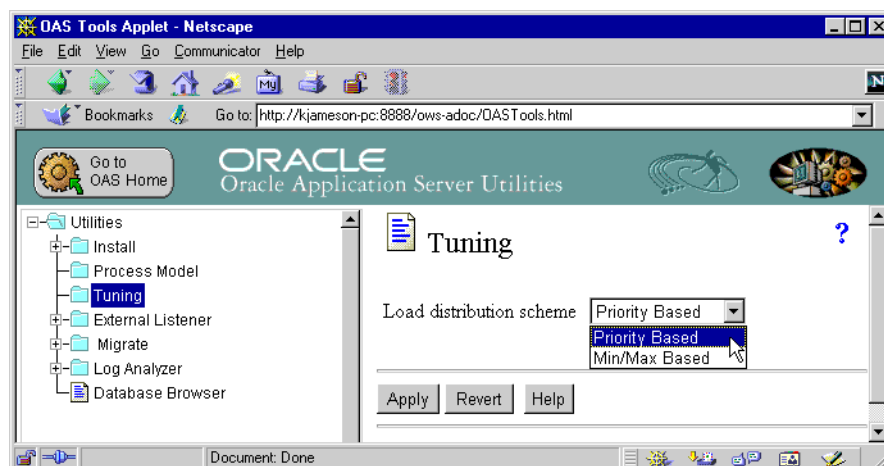 OAS Tools Applet - Netscape
File Edit View Go Communicator Help
My
N
Bookmarks Go to: http://kjameson-pc:8888/ows-adoc/OASTools.html
Go to
OAS Home
ORACLE
Oracle Application Server Utilities
Utilities
Install
Process Model
Tuning
External Listener
Migrate
Log Analyzer
Database Browser
Tuning
?
Load distribution scheme Priority Based
Priority Based
Min/Max Based
Apply Revert Help
Document: Done